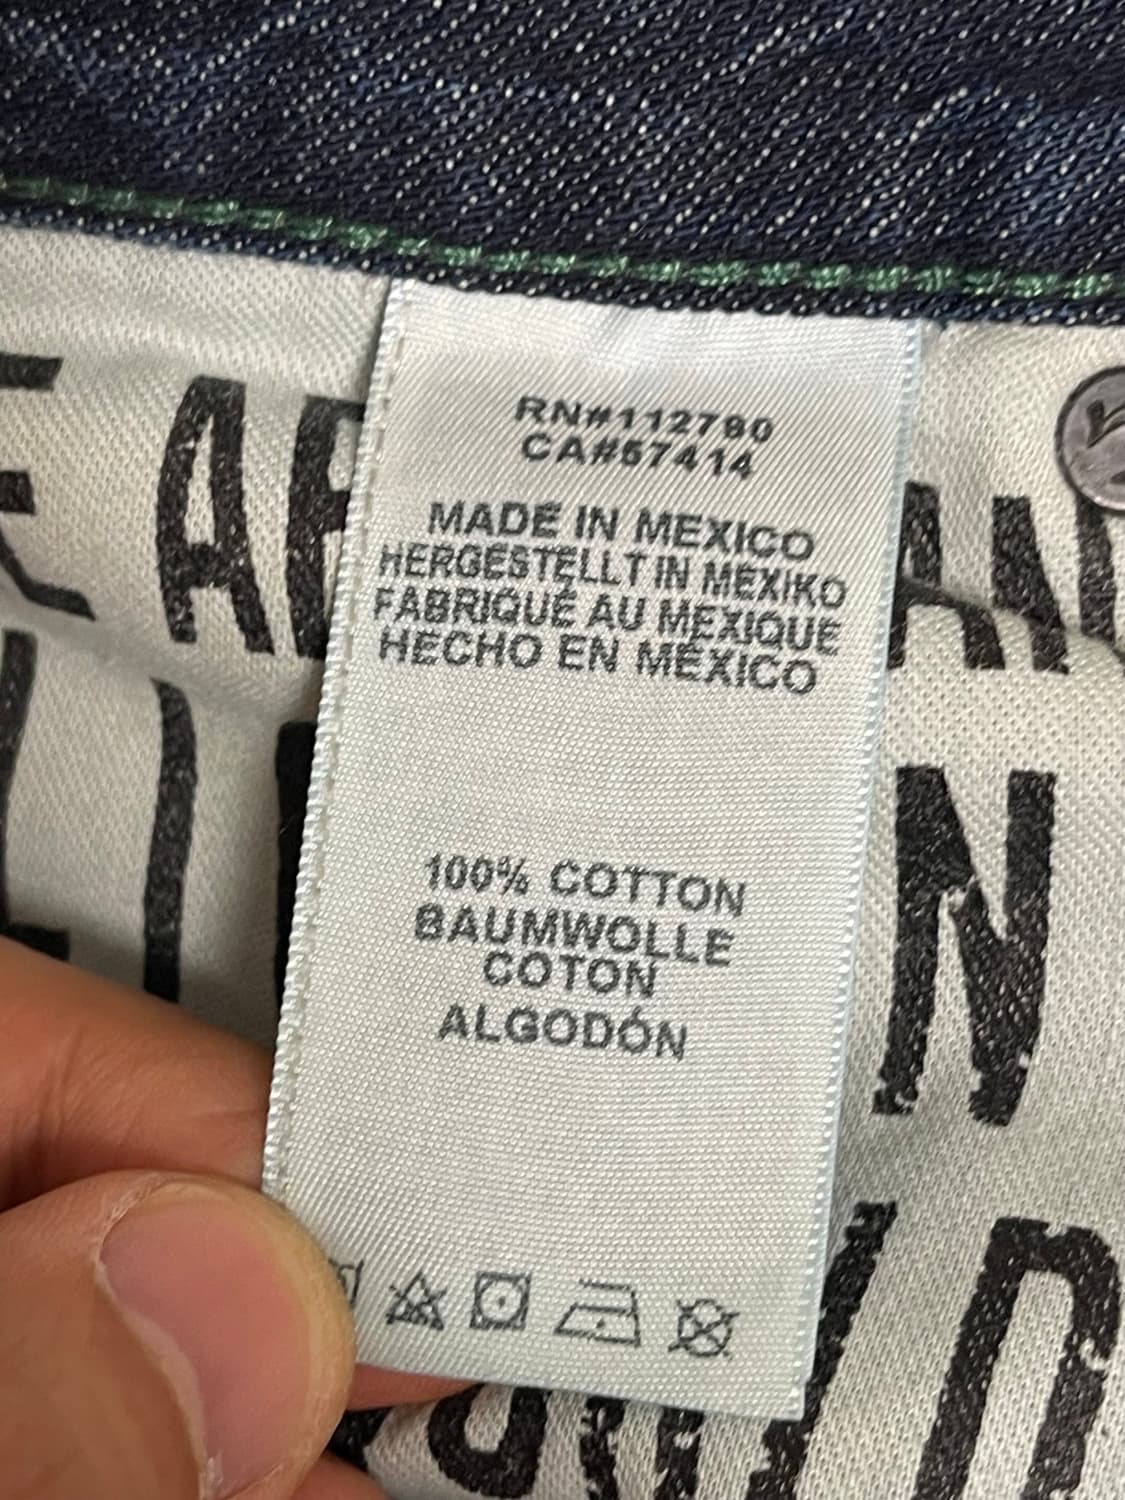 RN#112780
CA#57414
MADE IN MEXICO
HERGESTELLT IN MEXIKO
FABRIQUÉ AU MEXIQUE
HECHO EN MÉXICO
100% COTTON
BAUMWOLLE
COTON
ALGODÓN